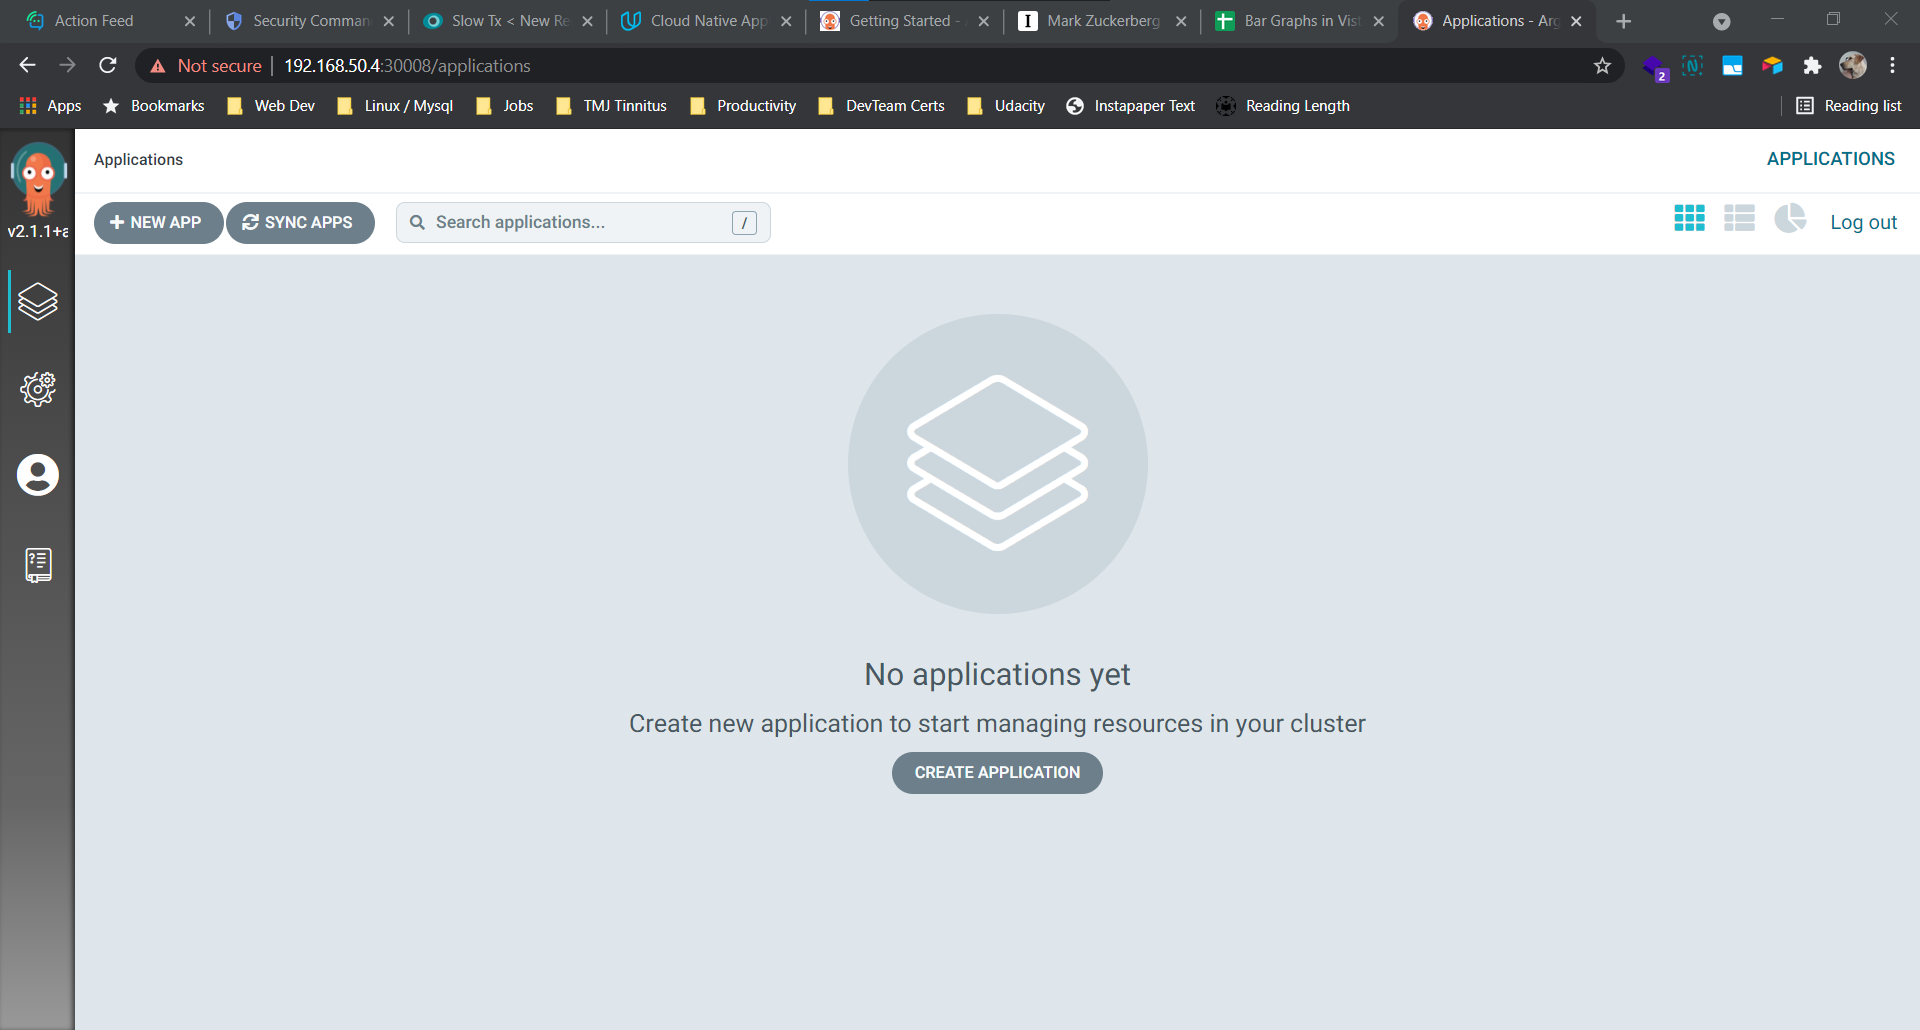 Action Feed
Security Comman
Slow Tx < New Re
Cloud Native App
Getting Started -
Mark Zuckerberg
Bar Graphs in Vist
Applications - Arg
Not secure 192.168.50.4:30008/applications
2
Apps Bookmarks Web Dev Linux / Mysql Jobs TMJ Tinnitus Productivity DevTeam Certs Udacity Instapaper Text Reading Length Reading list
Applications APPLICATIONS
NEW APP SYNC APPS Search applications... / Log out
v2.1.1+a
No applications yet
Create new application to start managing resources in your cluster
CREATE APPLICATION